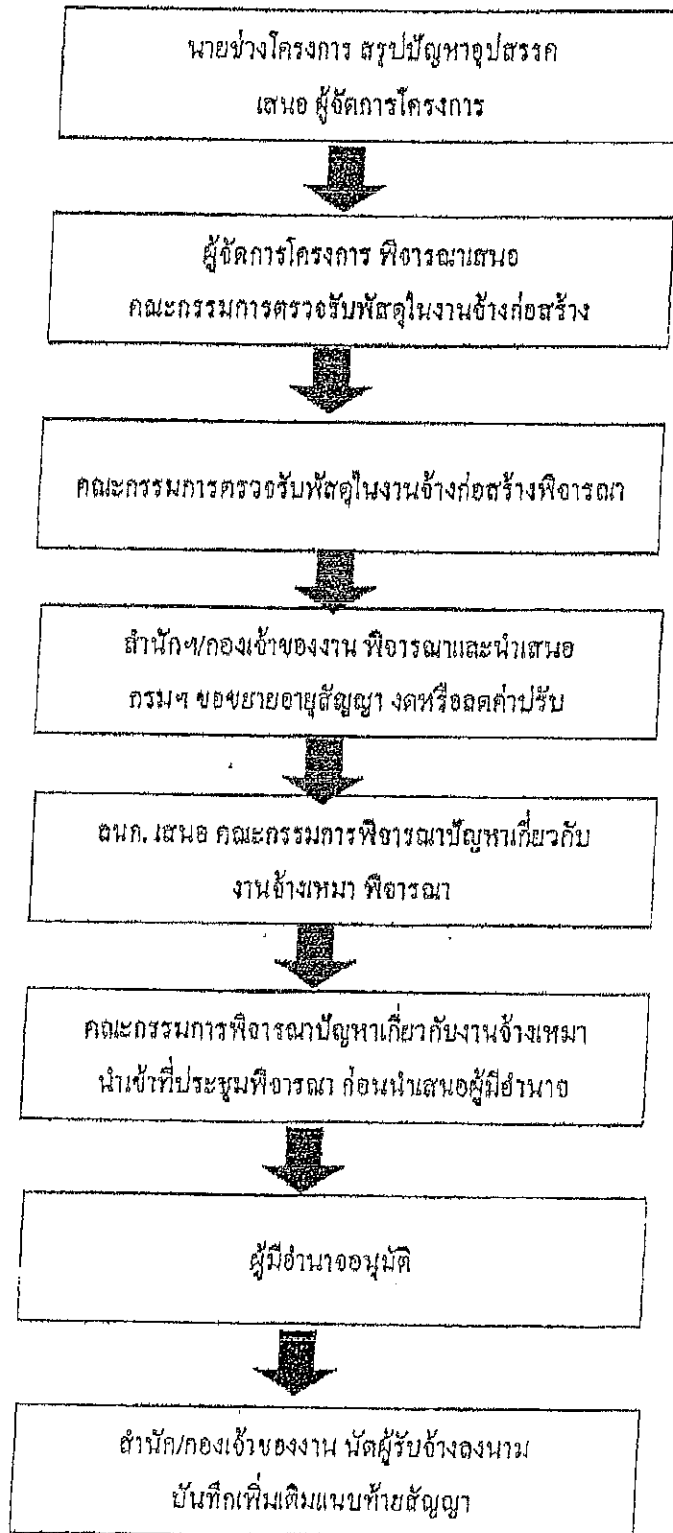 นายช่างโครงการ สรุปปัญหาอุปสรรค
เสนอ ผู้จัดการโครงการ
ผู้จัดการโครงการ พิจารณาเสนอ
คณะกรรมการตรวจรับพัสดุในงานจ้างก่อสร้าง
คณะกรรมการตรวจรับพัสดุในงานจ้างก่อสร้างพิจารณา
สำนักฯ/กองเจ้าของงาน พิจารณาและนำเสนอ
กรมฯ ขอขยายอายุสัญญา งดหรือลดค่าปรับ
อนก. เสนอ คณะกรรมการพิจารณาปัญหาเกี่ยวกับ
งานจ้างเหมา พิจารณา
คณะกรรมการพิจารณาปัญหาเกี่ยวกับงานจ้างเหมา
นำเข้าที่ประชุมพิจารณา ก่อนนำเสนอผู้มีอำนาจ
ผู้มีอำนาจอนุมัติ
สำนัก/กองเจ้าของงาน นัดผู้รับจ้างลงนาม
บันทึกเพิ่มเติมแนบท้ายสัญญา